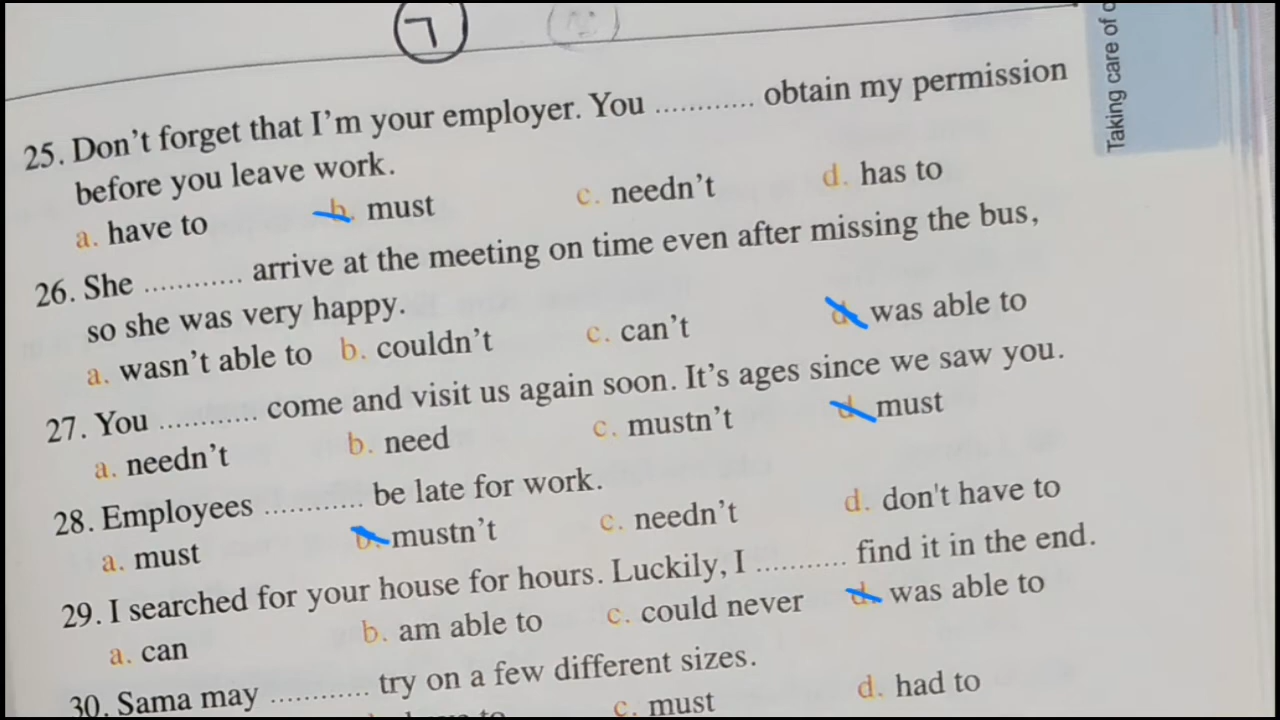 7
Taking care of
25. Don't forget that I'm your employer. You ............ obtain my permission
before you leave work.
a. have to b. must c. needn't d. has to
26. She ............ arrive at the meeting on time even after missing the bus,
so she was very happy.
a. wasn't able to b. couldn't c. can't d. was able to
27. You ............ come and visit us again soon. It's ages since we saw you.
a. needn't b. need c. mustn't d. must
28. Employees ............ be late for work.
a. must b. mustn't c. needn't d. don't have to
29. I searched for your house for hours. Luckily, I ........... find it in the end.
a. can b. am able to c. could never d. was able to
30. Sama may ............ try on a few different sizes.
c. must d. had to